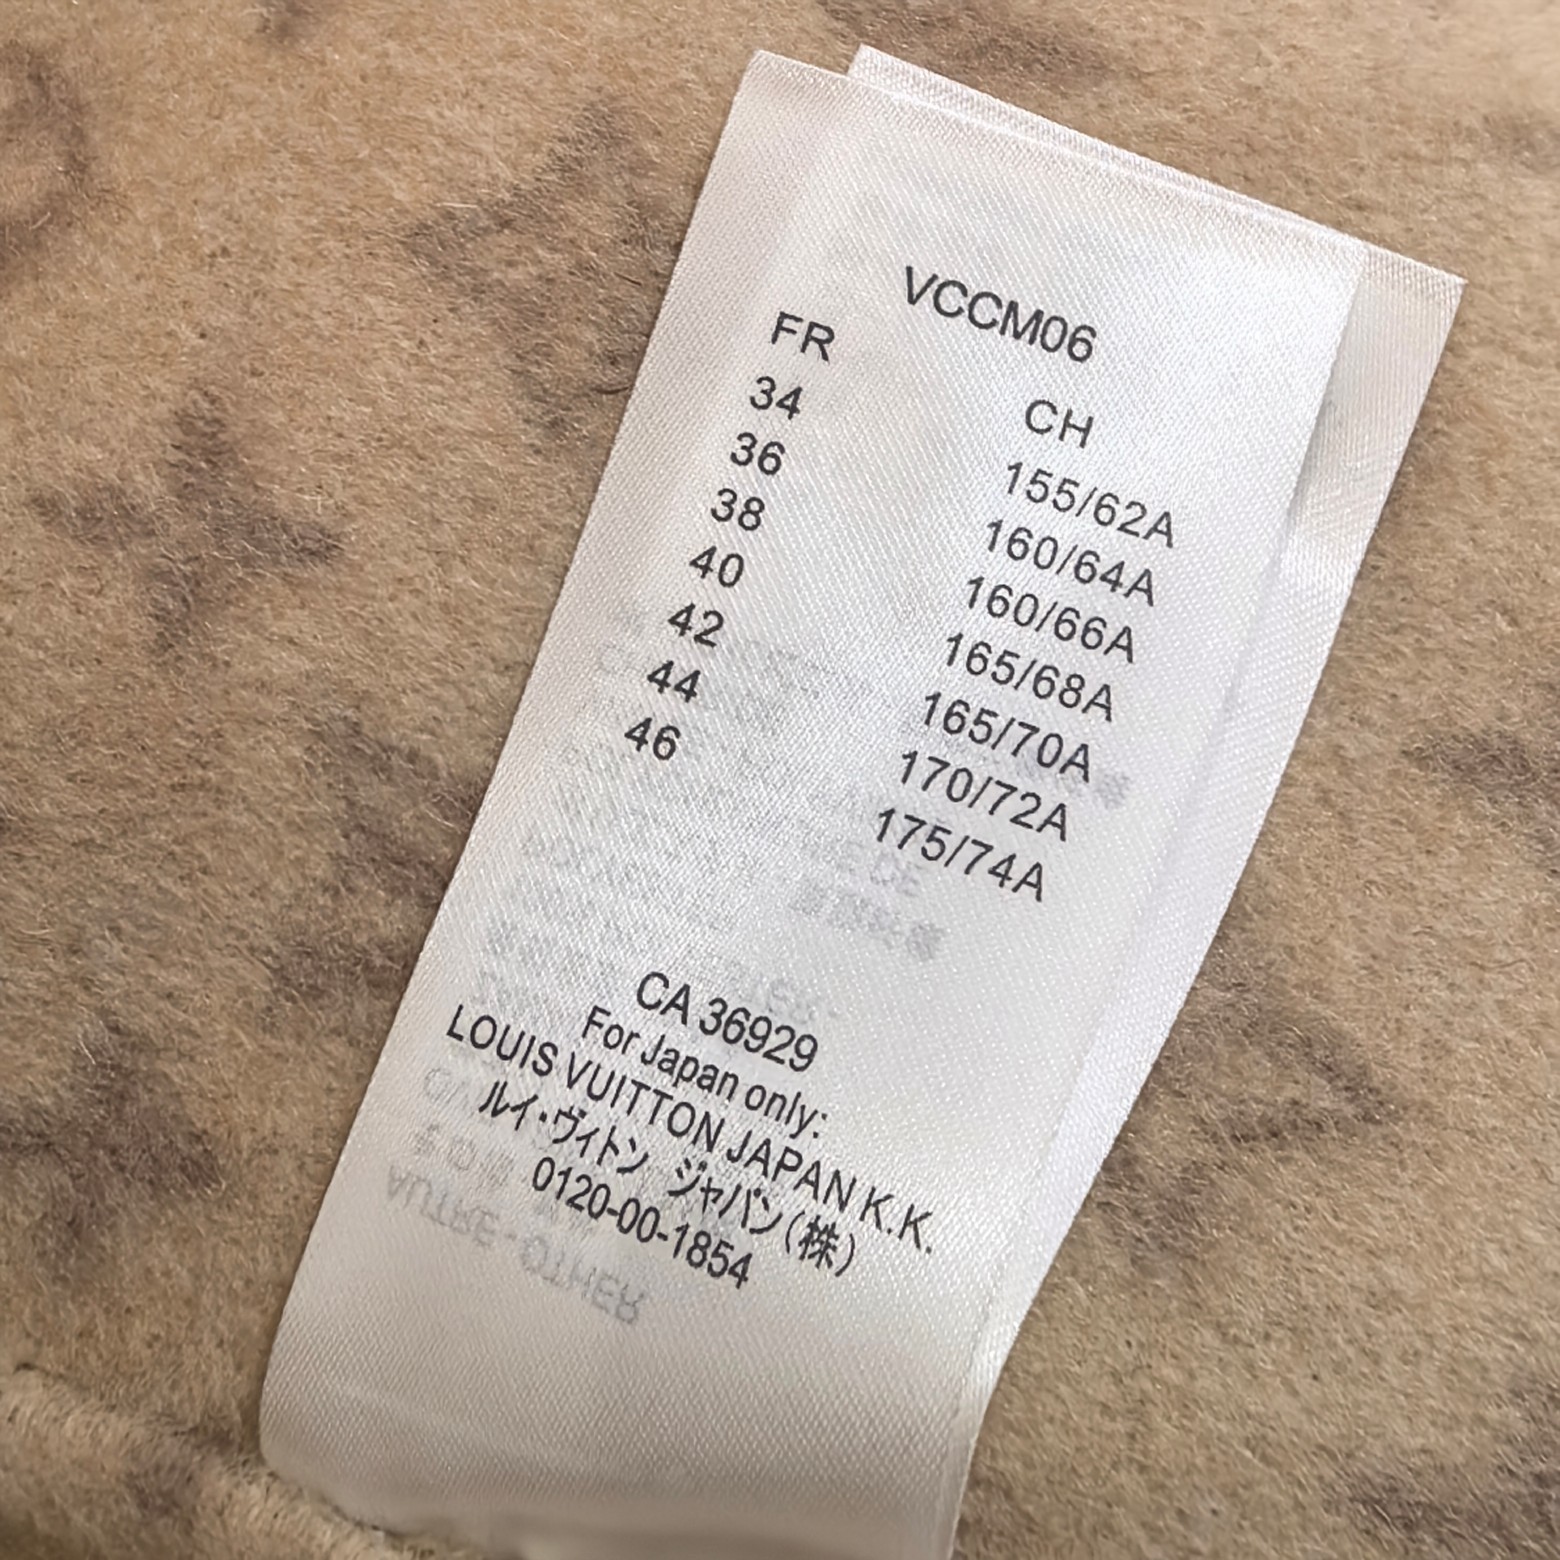 VCCM06
FR CH
34 155/62A
36 160/64A
38 160/66A
40 165/68A
42 165/70A
44 170/72A
46 175/74A
CA 36929
For Japan only:
LOUIS VUITTON JAPAN K.K.
ルイ・ヴィトン ジャパン(株)
0120-00-1854
AUTRE - OTHER